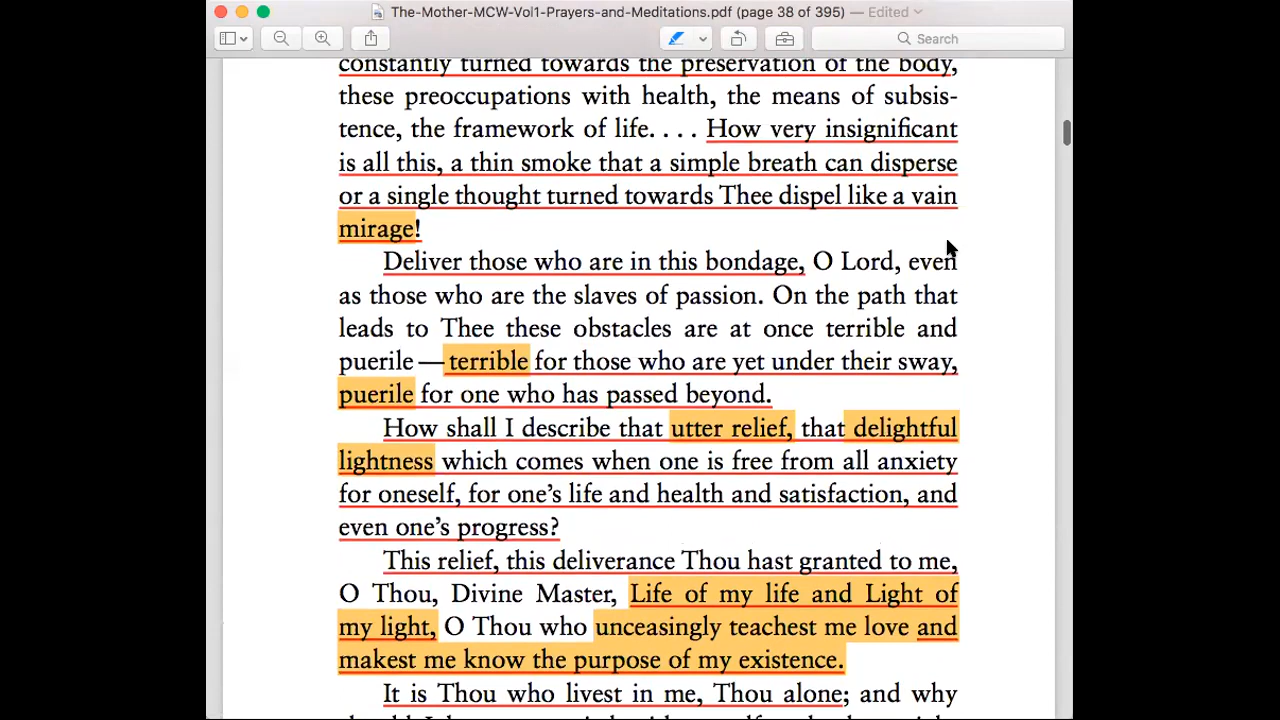 The-Mother-MCW-Vol1-Prayers-and-Meditations.pdf (page 38 of 395) — Edited
Search
constantly turned towards the preservation of the body,
these preoccupations with health, the means of subsis-
tence, the framework of life. . . . How very insignificant
is all this, a thin smoke that a simple breath can disperse
or a single thought turned towards Thee dispel like a vain
mirage!
Deliver those who are in this bondage, O Lord, even
as those who are the slaves of passion. On the path that
leads to Thee these obstacles are at once terrible and
puerile — terrible for those who are yet under their sway,
puerile for one who has passed beyond.
How shall I describe that utter relief, that delightful
lightness which comes when one is free from all anxiety
for oneself, for one’s life and health and satisfaction, and
even one’s progress?
This relief, this deliverance Thou hast granted to me,
O Thou, Divine Master, Life of my life and Light of
my light, O Thou who unceasingly teachest me love and
makest me know the purpose of my existence.
It is Thou who livest in me, Thou alone; and why